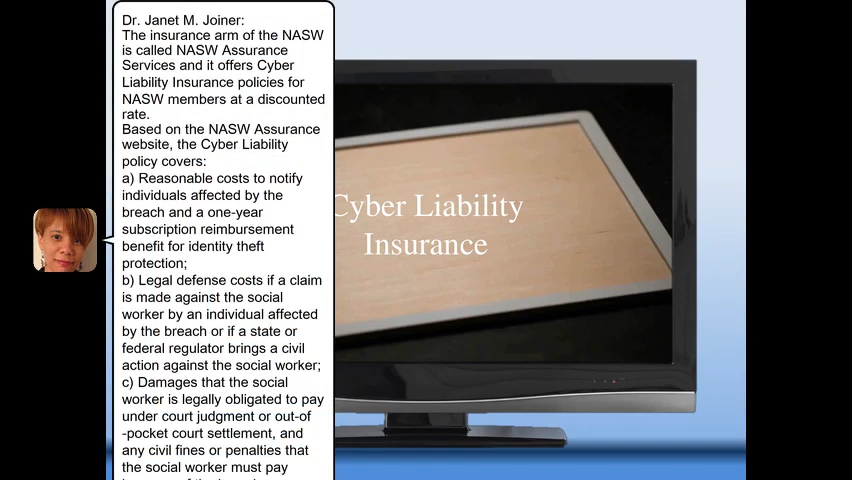 Dr. Janet M. Joiner:
The insurance arm of the NASW
is called NASW Assurance
Services and it offers Cyber
Liability Insurance policies for
NASW members at a discounted
rate.
Based on the NASW Assurance
website, the Cyber Liability
policy covers:
a) Reasonable costs to notify
individuals affected by the
breach and a one-year
subscription reimbursement
benefit for identity theft
protection;
b) Legal defense costs if a claim
is made against the social
worker by an individual affected
by the breach or if a state or
federal regulator brings a civil
action against the social worker;
c) Damages that the social
worker is legally obligated to pay
under court judgment or out-of
-pocket court settlement, and
any civil fines or penalties that
the social worker must pay
Cyber Liability
Insurance